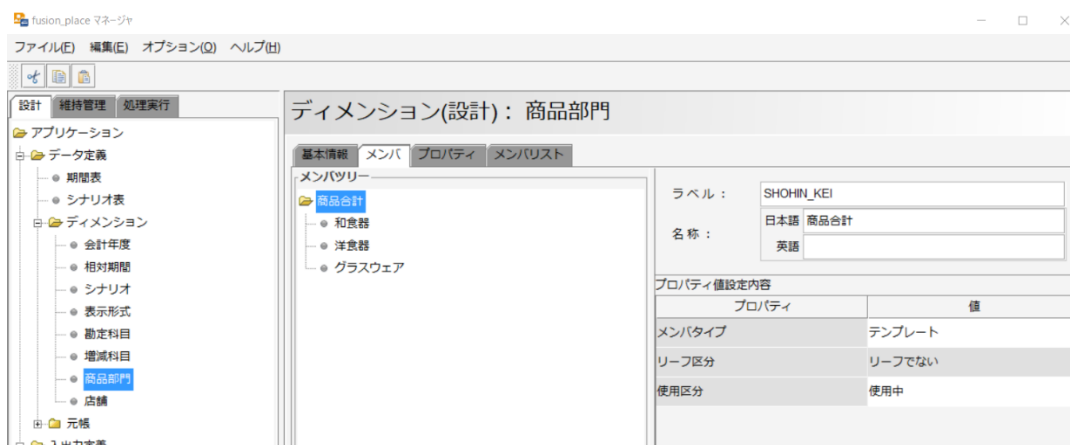 fusion_place マネージャ
ファイル(F) 編集(E) オプション(O) ヘルプ(H)
設計 維持管理 処理実行
アプリケーション
データ定義
期間表
シナリオ表
ディメンション
会計年度
相対期間
シナリオ
表示形式
勘定科目
増減科目
商品部門
店舗
元帳
入出力定義
ディメンション(設計)： 商品部門
基本情報 メンバ プロパティ メンバリスト
メンバツリー
商品合計
和食器
洋食器
グラスウェア
ラベル： SHOHIN_KEI
名称： 日本語 商品合計
英語
プロパティ値設定内容
プロパティ 値
メンバタイプ テンプレート
リーフ区分 リーフでない
使用区分 使用中